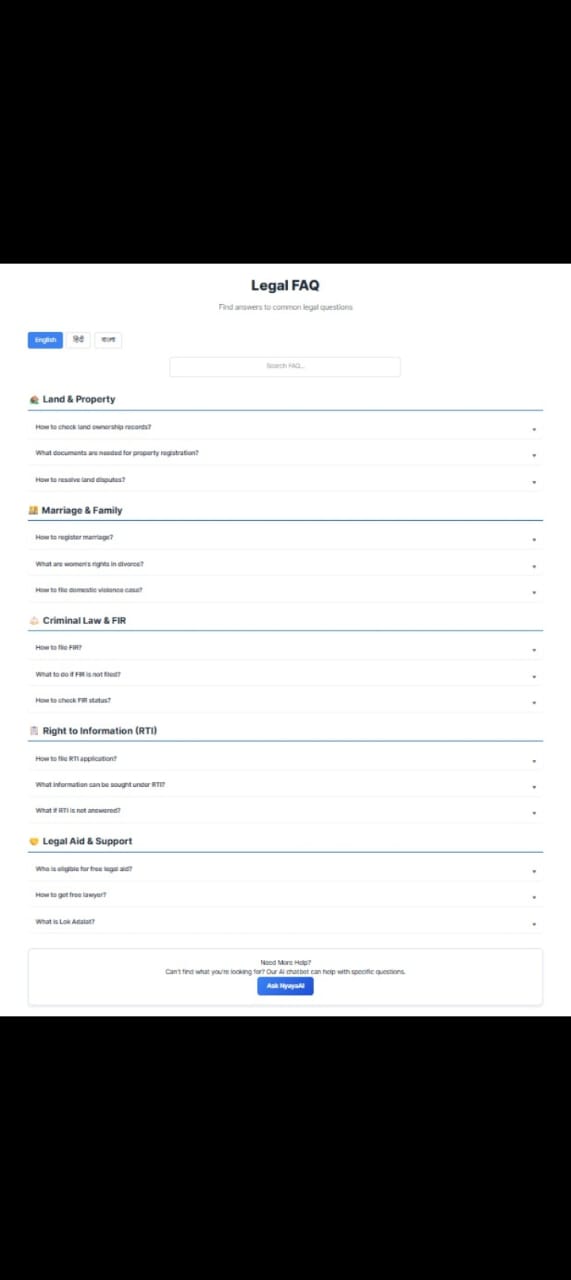 Legal FAQ
Find answers to common legal questions
English हिंदी বাংলা
Search FAQ...
Land & Property
How to check land ownership records?
What documents are needed for property registration?
How to resolve land disputes?
Marriage & Family
How to register marriage?
What are women's rights in divorce?
How to file domestic violence case?
Criminal Law & FIR
How to file FIR?
What to do if FIR is not filed?
How to check FIR status?
Right to Information (RTI)
How to file RTI application?
What information can be sought under RTI?
What if RTI is not answered?
Legal Aid & Support
Who is eligible for free legal aid?
How to get free lawyer?
What is Lok Adalat?
Need More Help?
Can't find what you're looking for? Our AI chatbot can help with specific questions.
Ask NyayaAI